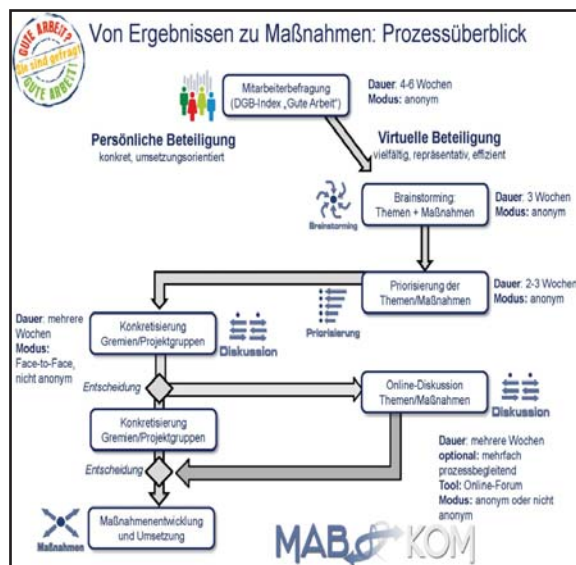 GUTE ARBEIT?
Sie sind gefragt
GUTE ARBEIT!
Von Ergebnissen zu Maßnahmen: Prozessüberblick
Mitarbeiterbefragung
(DGB-Index „Gute Arbeit“)
Dauer: 4-6 Wochen
Modus: anonym
Persönliche Beteiligung
konkret, umsetzungsorientiert
Virtuelle Beteiligung
vielfältig, repräsentativ, effizient
Brainstorming
Brainstorming:
Themen + Maßnahmen
Dauer: 3 Wochen
Modus: anonym
Priorisierung
Priorisierung der
Themen/Maßnahmen
Dauer: 2-3 Wochen
Modus: anonym
Dauer: mehrere
Wochen
Modus:
Face-to-Face,
nicht anonym
Konkretisierung
Gremien/Projektgruppen
Diskussion
Entscheidung
Online-Diskussion
Themen/Maßnahmen
Diskussion
Konkretisierung
Gremien/Projektgruppen
Entscheidung
Dauer: mehrere Wochen
optional: mehrfach
prozessbegleitend
Tool: Online-Forum
Modus: anonym oder nicht
anonym
Maßnahmen
Maßnahmenentwicklung
und Umsetzung
MAB KOM